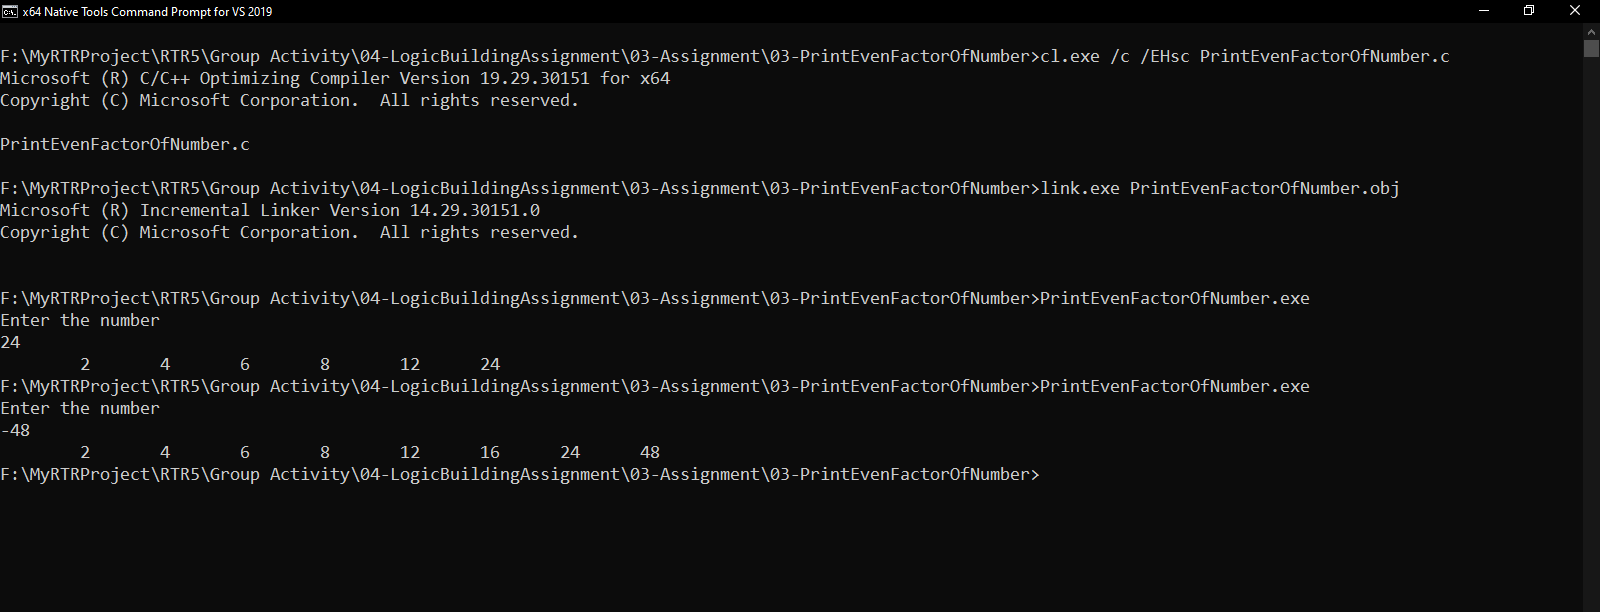 x64 Native Tools Command Prompt for VS 2019
F:\MyRTRProject\RTR5\Group Activity\04-LogicBuildingAssignment\03-Assignment\03-PrintEvenFactorOfNumber>cl.exe /c /EHsc PrintEvenFactorOfNumber.c
Microsoft (R) C/C++ Optimizing Compiler Version 19.29.30151 for x64
Copyright (C) Microsoft Corporation.  All rights reserved.
PrintEvenFactorOfNumber.c
F:\MyRTRProject\RTR5\Group Activity\04-LogicBuildingAssignment\03-Assignment\03-PrintEvenFactorOfNumber>link.exe PrintEvenFactorOfNumber.obj
Microsoft (R) Incremental Linker Version 14.29.30151.0
Copyright (C) Microsoft Corporation.  All rights reserved.
F:\MyRTRProject\RTR5\Group Activity\04-LogicBuildingAssignment\03-Assignment\03-PrintEvenFactorOfNumber>PrintEvenFactorOfNumber.exe
Enter the number
24
        2       4       6       8       12      24
F:\MyRTRProject\RTR5\Group Activity\04-LogicBuildingAssignment\03-Assignment\03-PrintEvenFactorOfNumber>PrintEvenFactorOfNumber.exe
Enter the number
-48
        2       4       6       8       12      16      24      48
F:\MyRTRProject\RTR5\Group Activity\04-LogicBuildingAssignment\03-Assignment\03-PrintEvenFactorOfNumber>